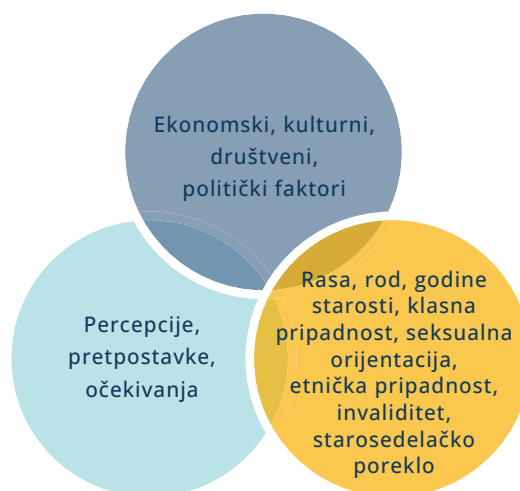 Ekonomski, kulturni,
društveni,
politički faktori
Percepcije,
pretpostavke,
očekivanja
Rasa, rod, godine
starosti, klasna
pripadnost, seksualna
orijentacija,
etnička pripadnost,
invaliditet,
starosedelačko
poreklo